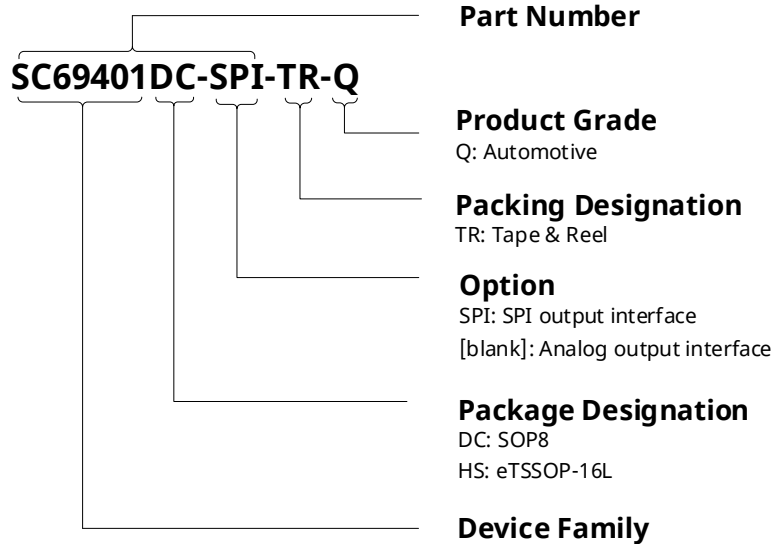 Part Number
SC69401DC-SPI-TR-Q
Product Grade
Q: Automotive
Packing Designation
TR: Tape & Reel
Option
SPI: SPI output interface
[blank]: Analog output interface
Package Designation
DC: SOP8
HS: eTSSOP-16L
Device Family